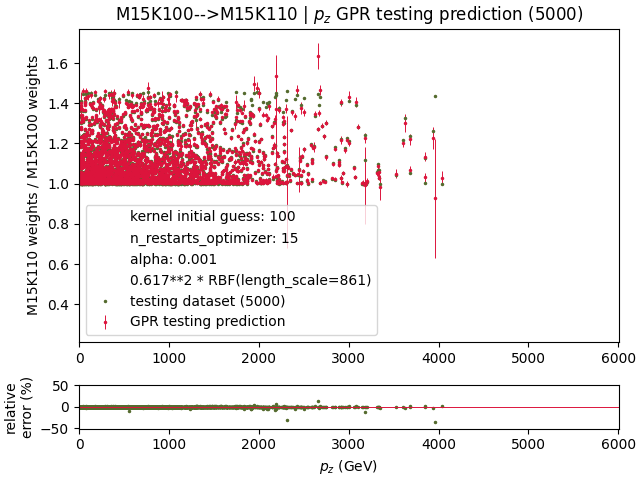 M15K100-->M15K110 | p_z GPR testing prediction (5000)
M15K110 weights / M15K100 weights
1.6
1.4
1.2
1.0
0.8
0.6
0.4
kernel initial guess: 100
n_restarts_optimizer: 15
alpha: 0.001
0.617**2 * RBF(length_scale=861)
testing dataset (5000)
GPR testing prediction
0 1000 2000 3000 4000 5000 6000
relative
error (%)
50
0
−50
0 1000 2000 3000 4000 5000 6000
p_z (GeV)